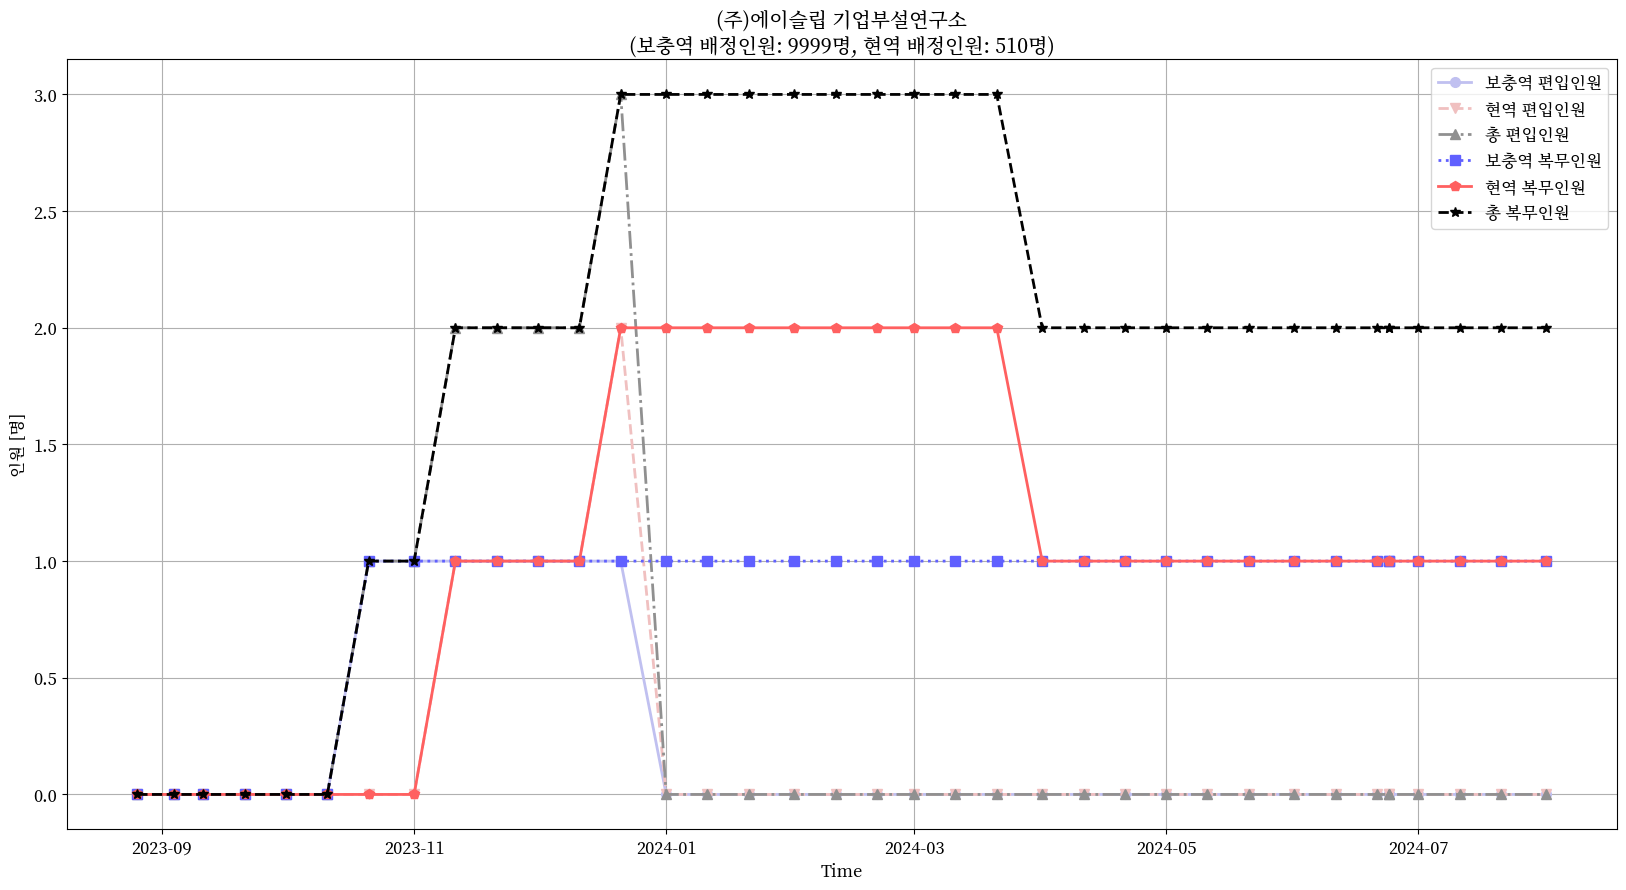 (주)에이슬립 기업부설연구소
(보충역 배정인원: 9999명, 현역 배정인원: 510명)
보충역 편입인원
현역 편입인원
총 편입인원
보충역 복무인원
현역 복무인원
총 복무인원
인원 [명]
3.0
2.5
2.0
1.5
1.0
0.5
0.0
2023-09 2023-11 2024-01 2024-03 2024-05 2024-07
Time